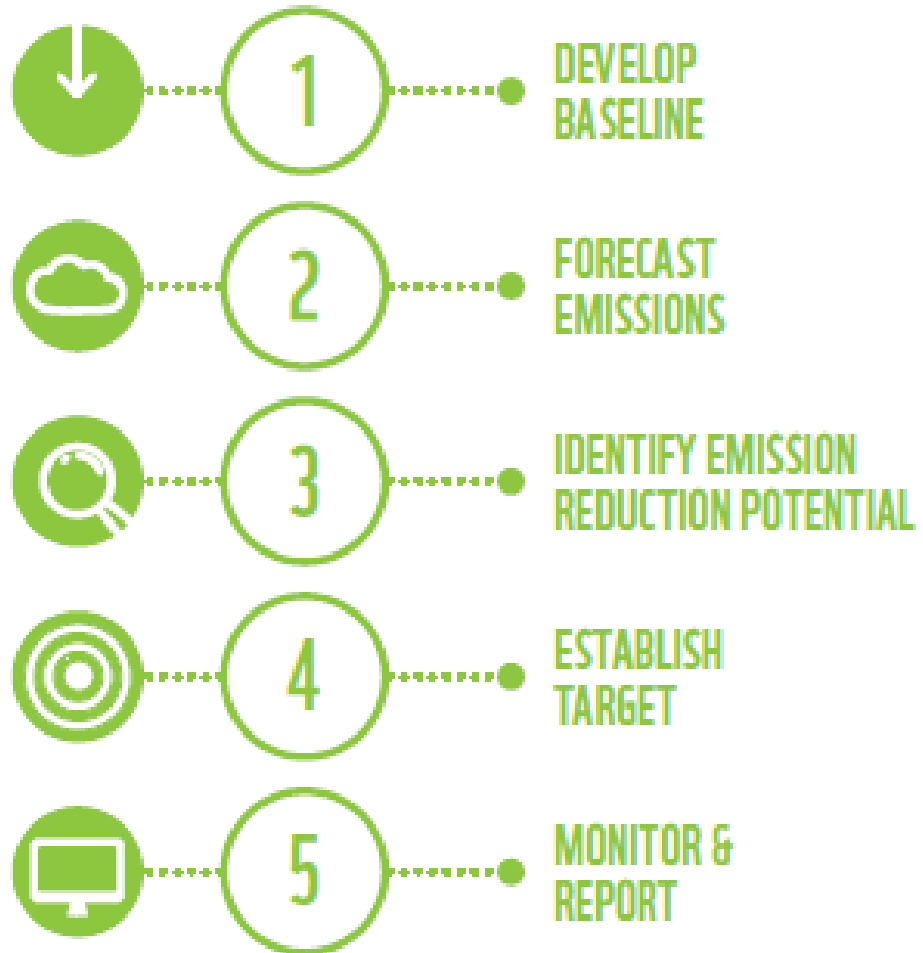 1
DEVELOP
BASELINE
2
FORECAST
EMISSIONS
3
IDENTIFY EMISSION
REDUCTION POTENTIAL
4
ESTABLISH
TARGET
5
MONITOR &
REPORT